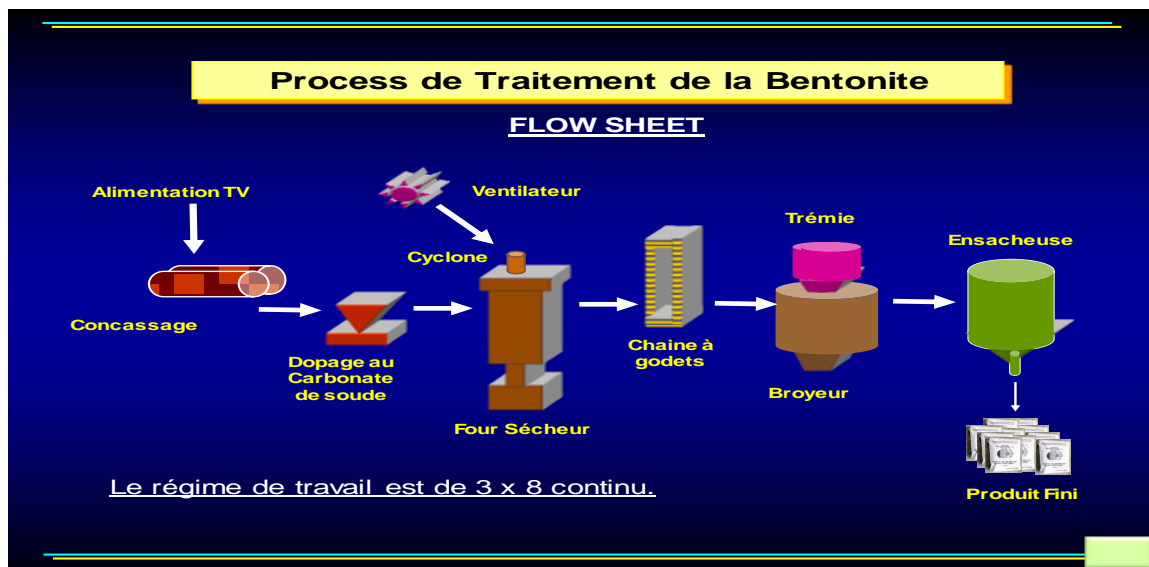 Process de Traitement de la Bentonite
FLOW SHEET
Alimentation TV
Ventilateur
Trémie
Ensacheuse
Cyclone
Concassage
Chaine à
godets
Dopage au
Carbonate
de soude
Broyeur
Four Sécheur
Le régime de travail est de 3 x 8 continu.
Produit Fini